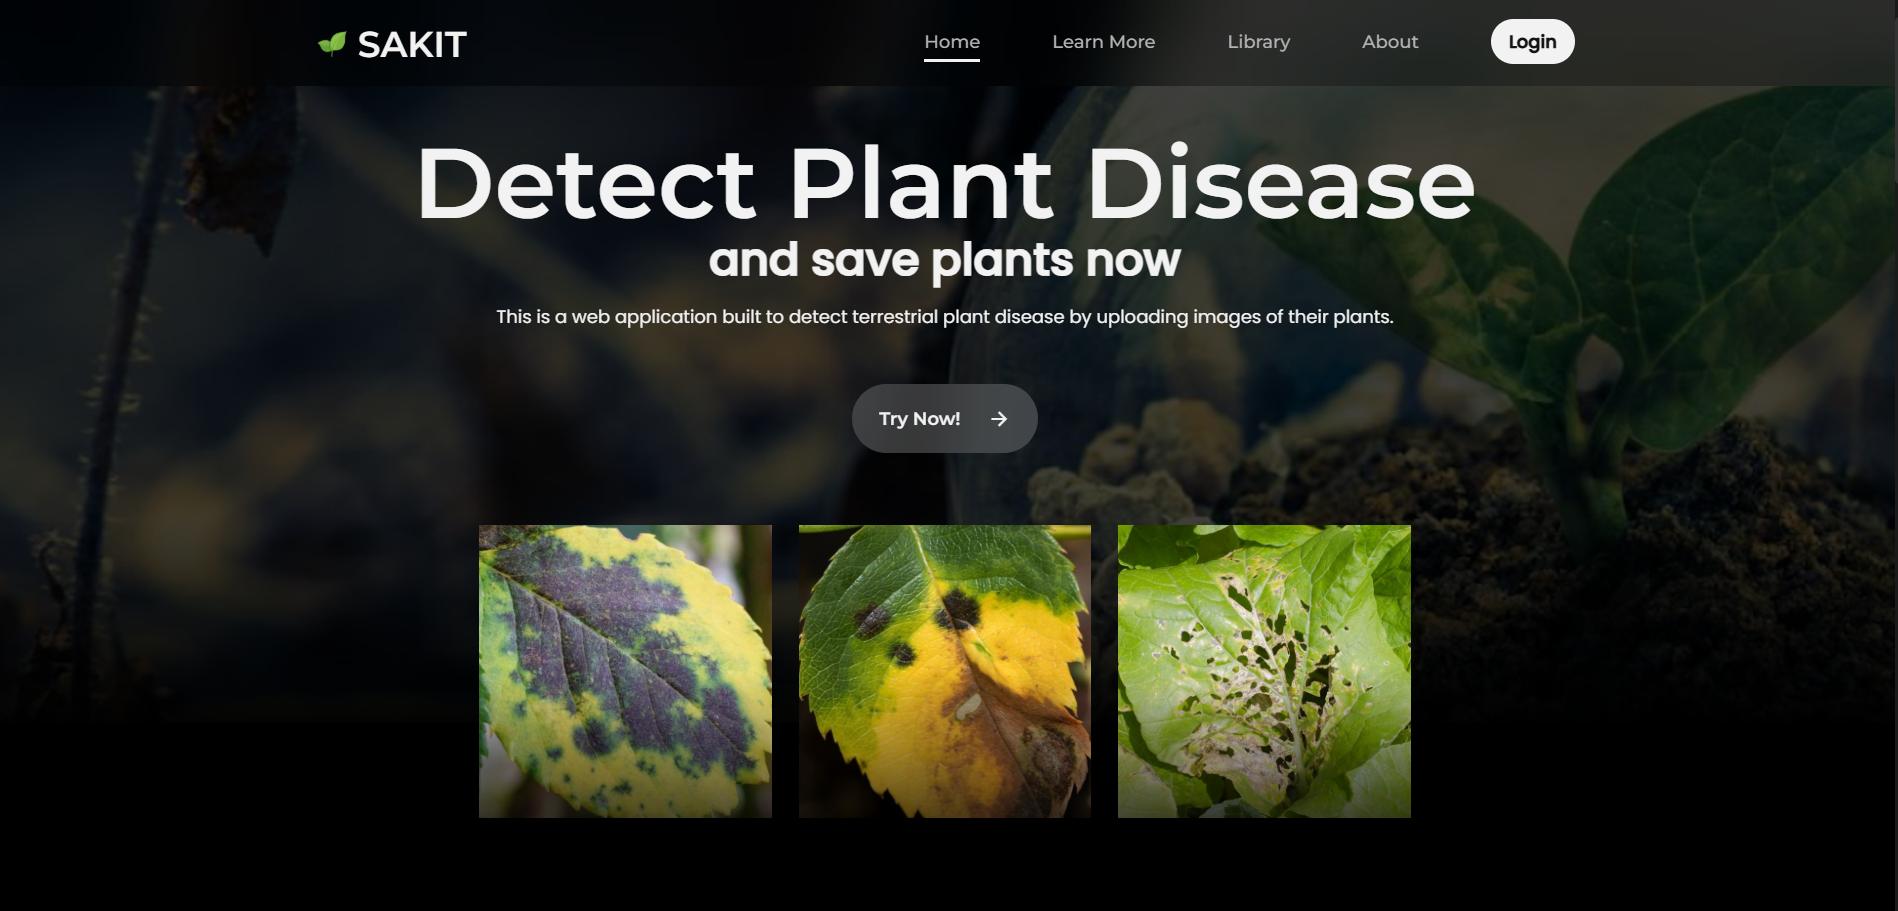 SAKIT
Home
Learn More
Library
About
Login
Detect Plant Disease
and save plants now
This is a web application built to detect terrestrial plant disease by uploading images of their plants.
Try Now!